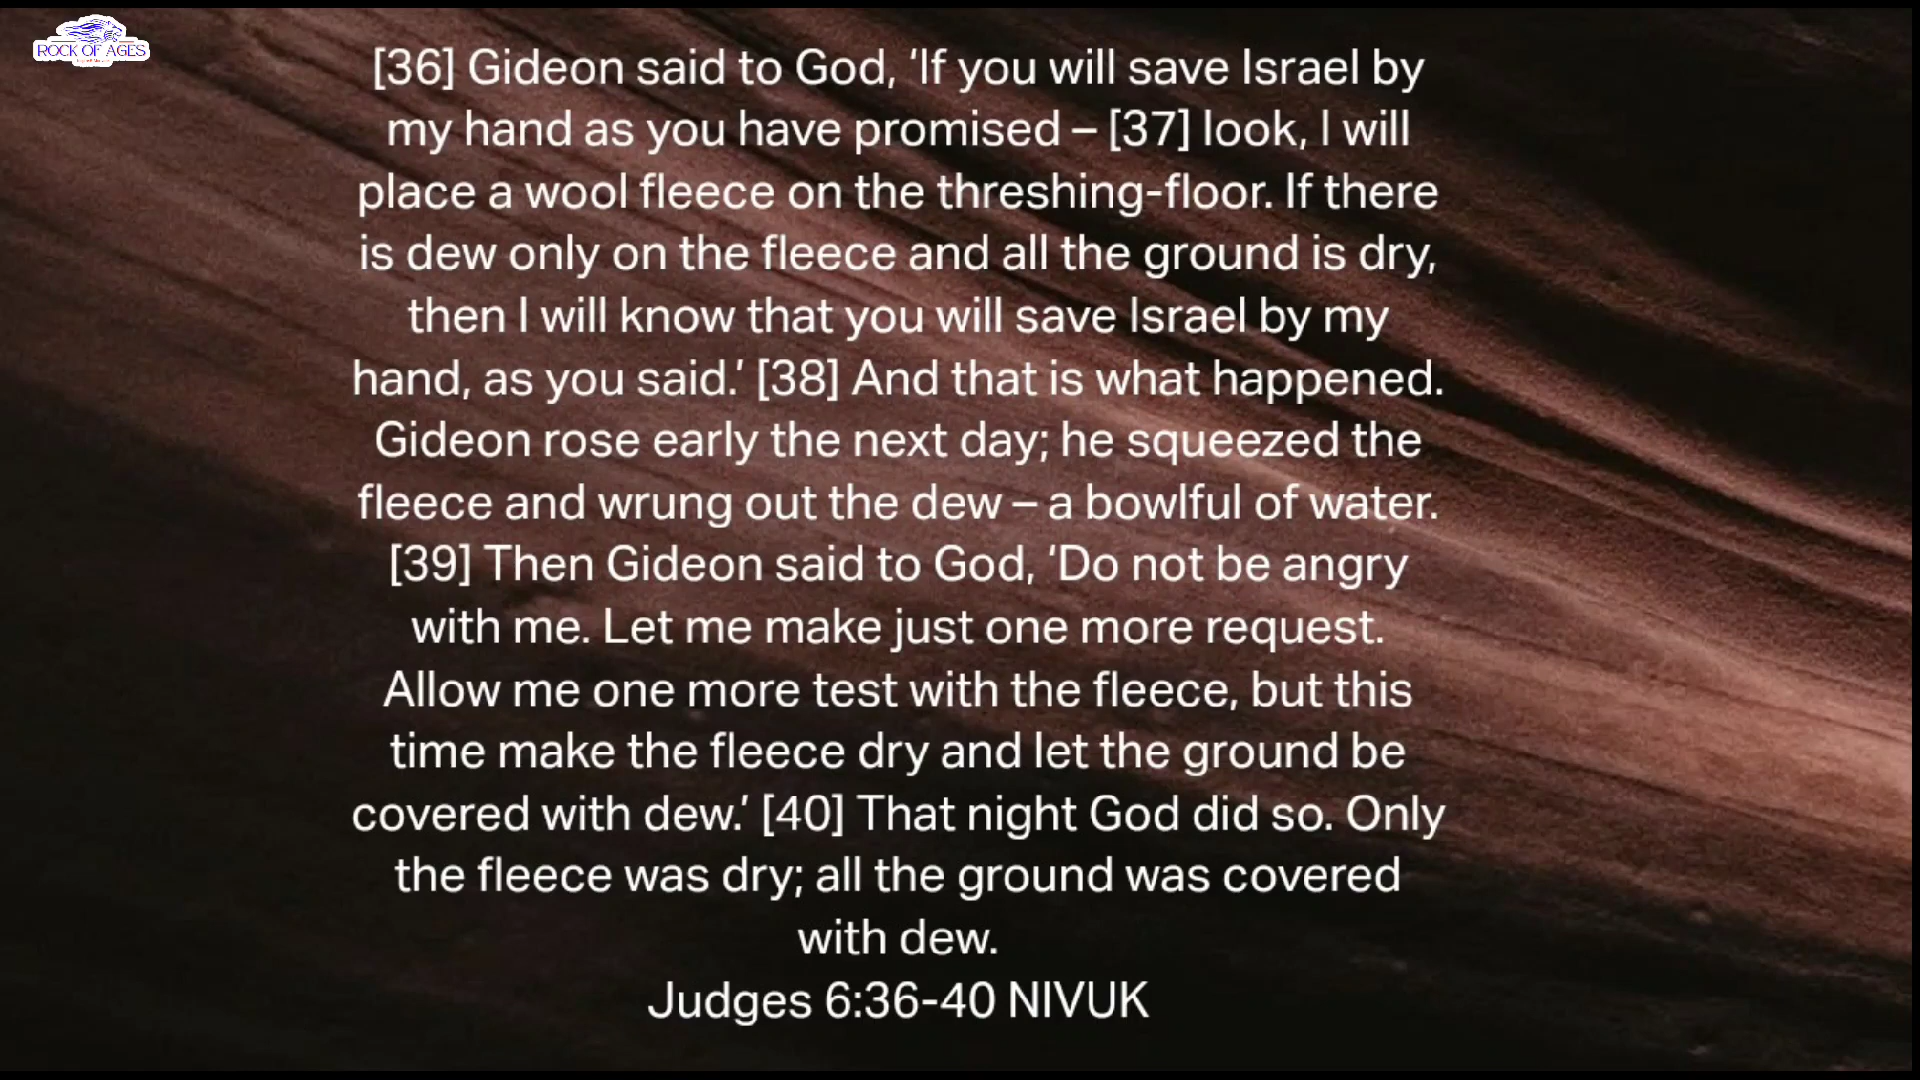 ROCK OF AGES
[36] Gideon said to God, ‘If you will save Israel by
my hand as you have promised – [37] look, I will
place a wool fleece on the threshing-floor. If there
is dew only on the fleece and all the ground is dry,
then I will know that you will save Israel by my
hand, as you said.’ [38] And that is what happened.
Gideon rose early the next day; he squeezed the
fleece and wrung out the dew – a bowlful of water.
[39] Then Gideon said to God, ‘Do not be angry
with me. Let me make just one more request.
Allow me one more test with the fleece, but this
time make the fleece dry and let the ground be
covered with dew.’ [40] That night God did so. Only
the fleece was dry; all the ground was covered
with dew.
Judges 6:36-40 NIVUK